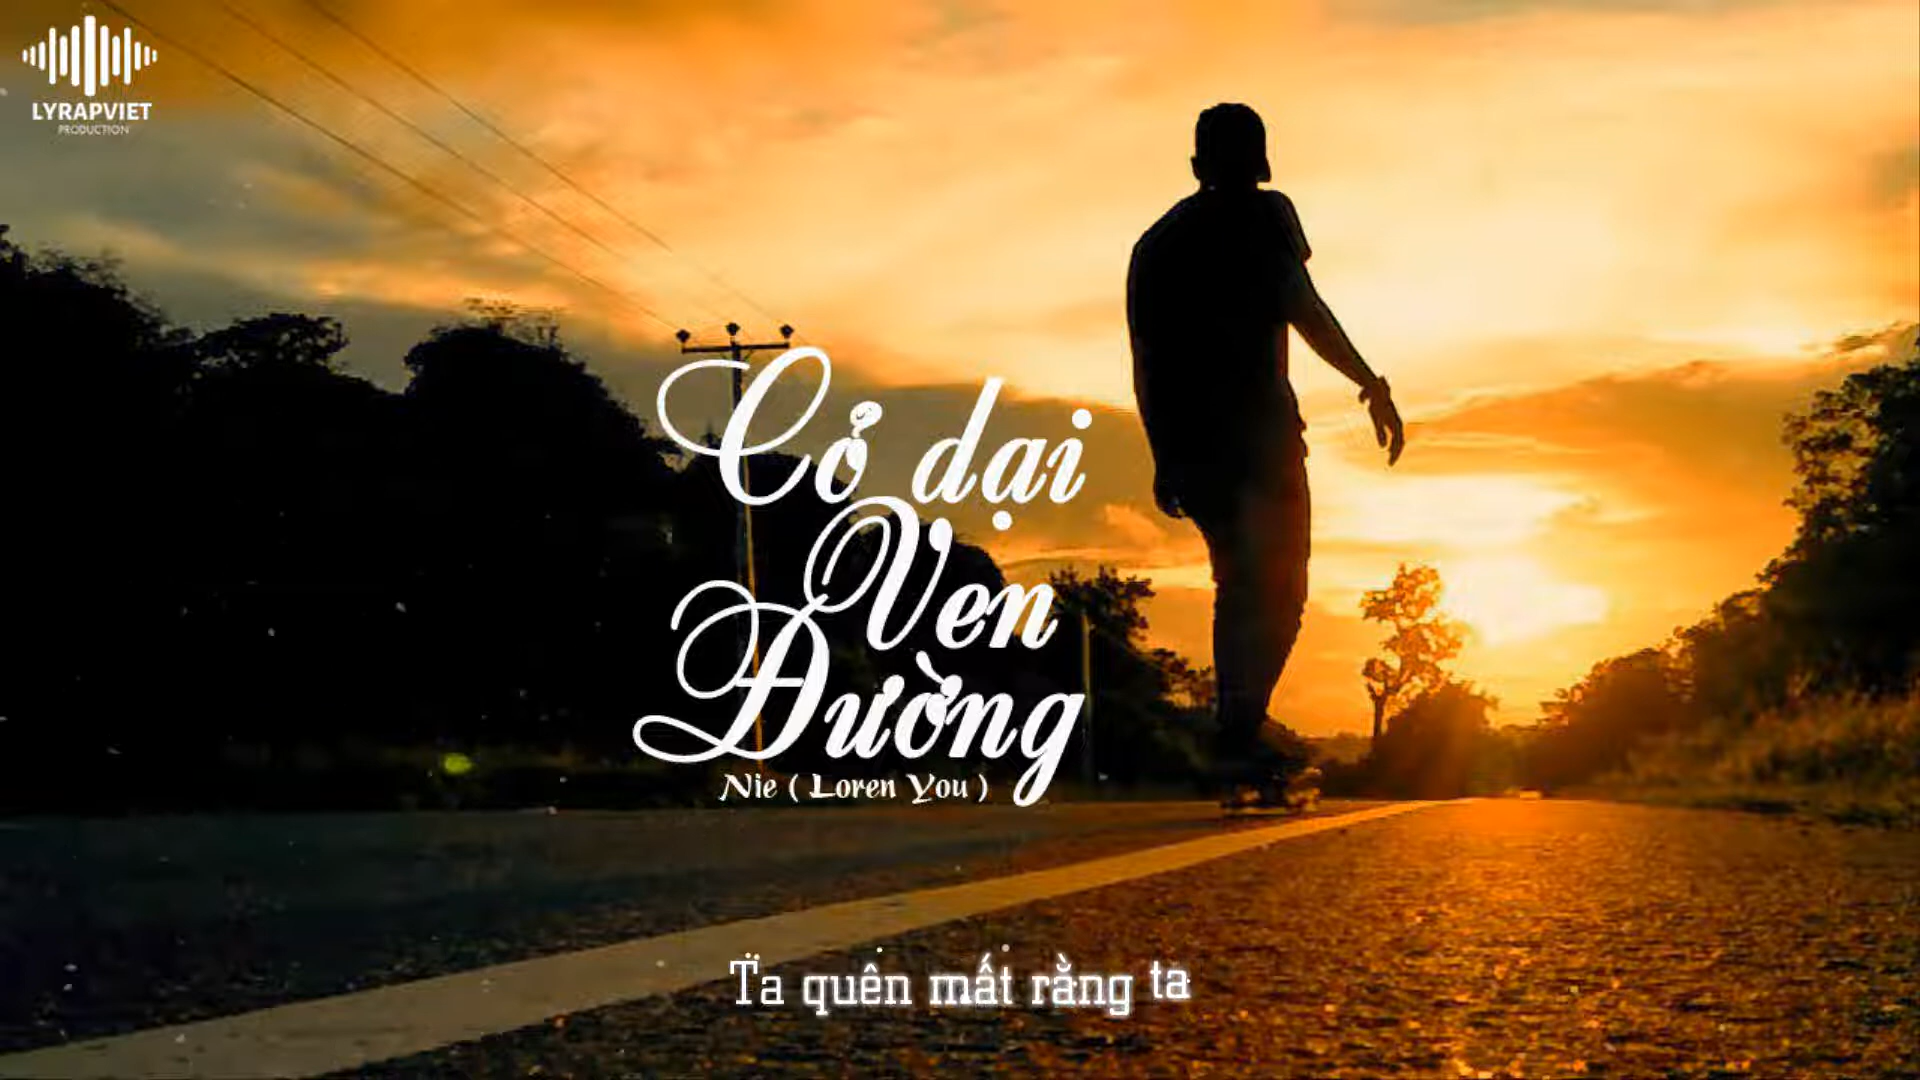 LYRAPVIET
PRODUCTION
Cỏ dại
Ven
Đường
Nie ( Loren You )
Ta quên mất rằng ta